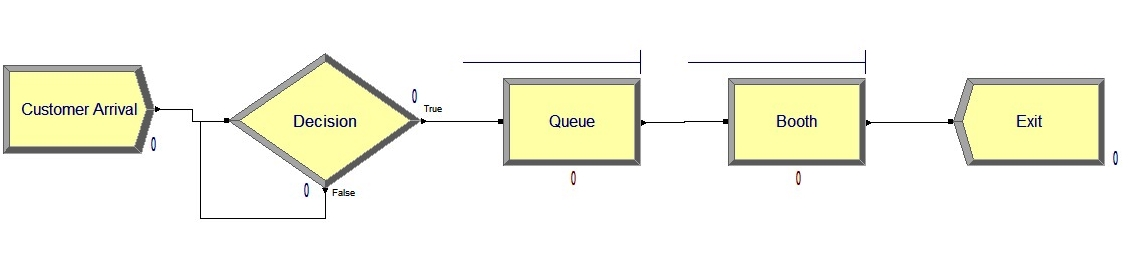 Customer Arrival
0
Decision
0
True
0
False
Queue
0
Booth
0
Exit
0